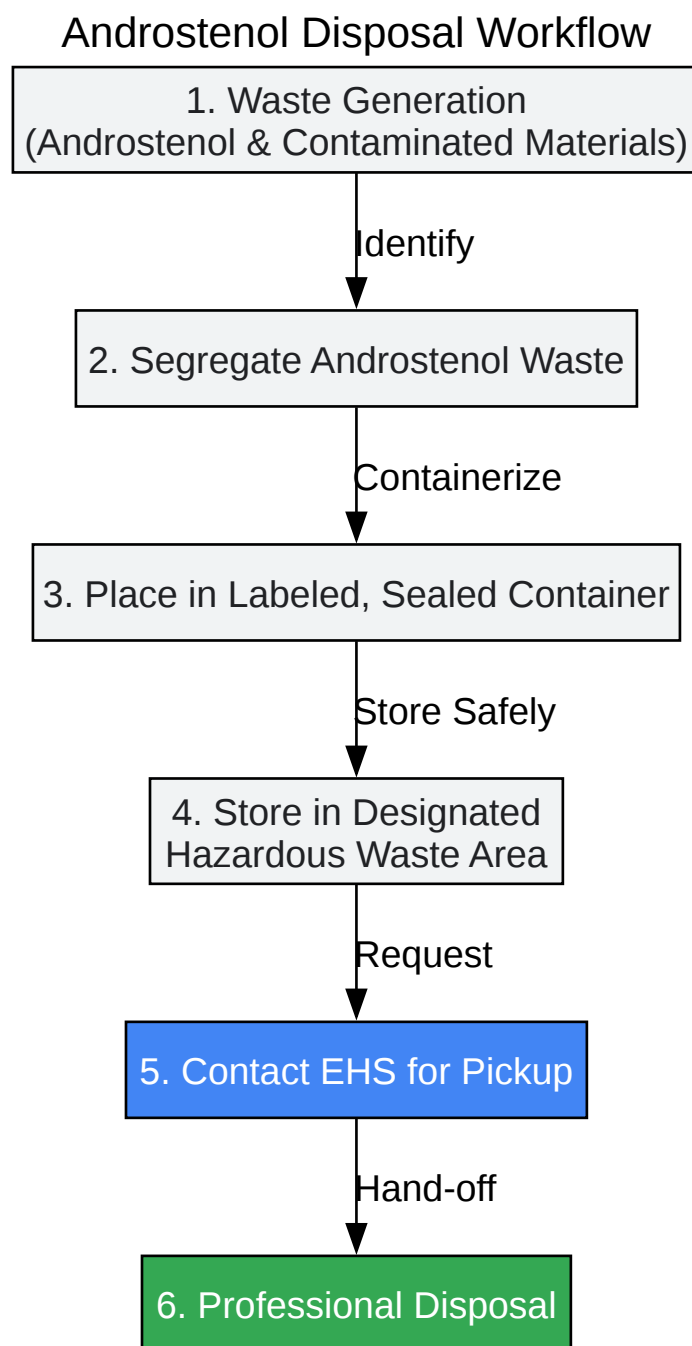 Androstenol Disposal Workflow
1. Waste Generation
(Androstenol & Contaminated Materials)
Identify
2. Segregate Androstenol Waste
Containerize
3. Place in Labeled, Sealed Container
Store Safely
4. Store in Designated
Hazardous Waste Area
Request
5. Contact EHS for Pickup
Hand-off
6. Professional Disposal